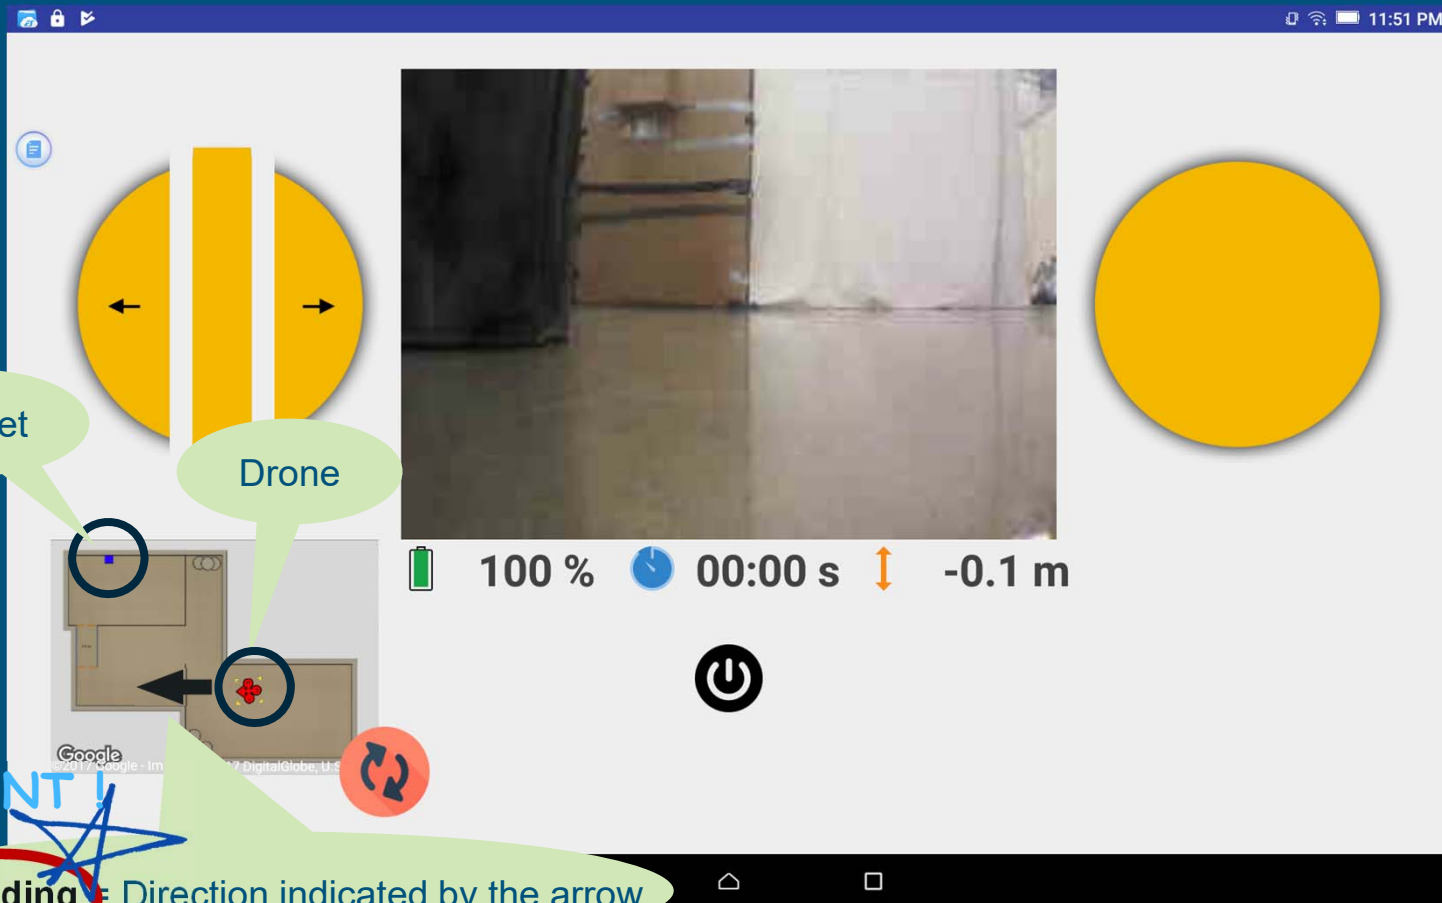 11:51 PM
et
Drone
100 %
00:00 s
-0.1 m
Google
©2017 Google - Im
7 DigitalGlobe, U.S
NT !
ding = Direction indicated by the arrow